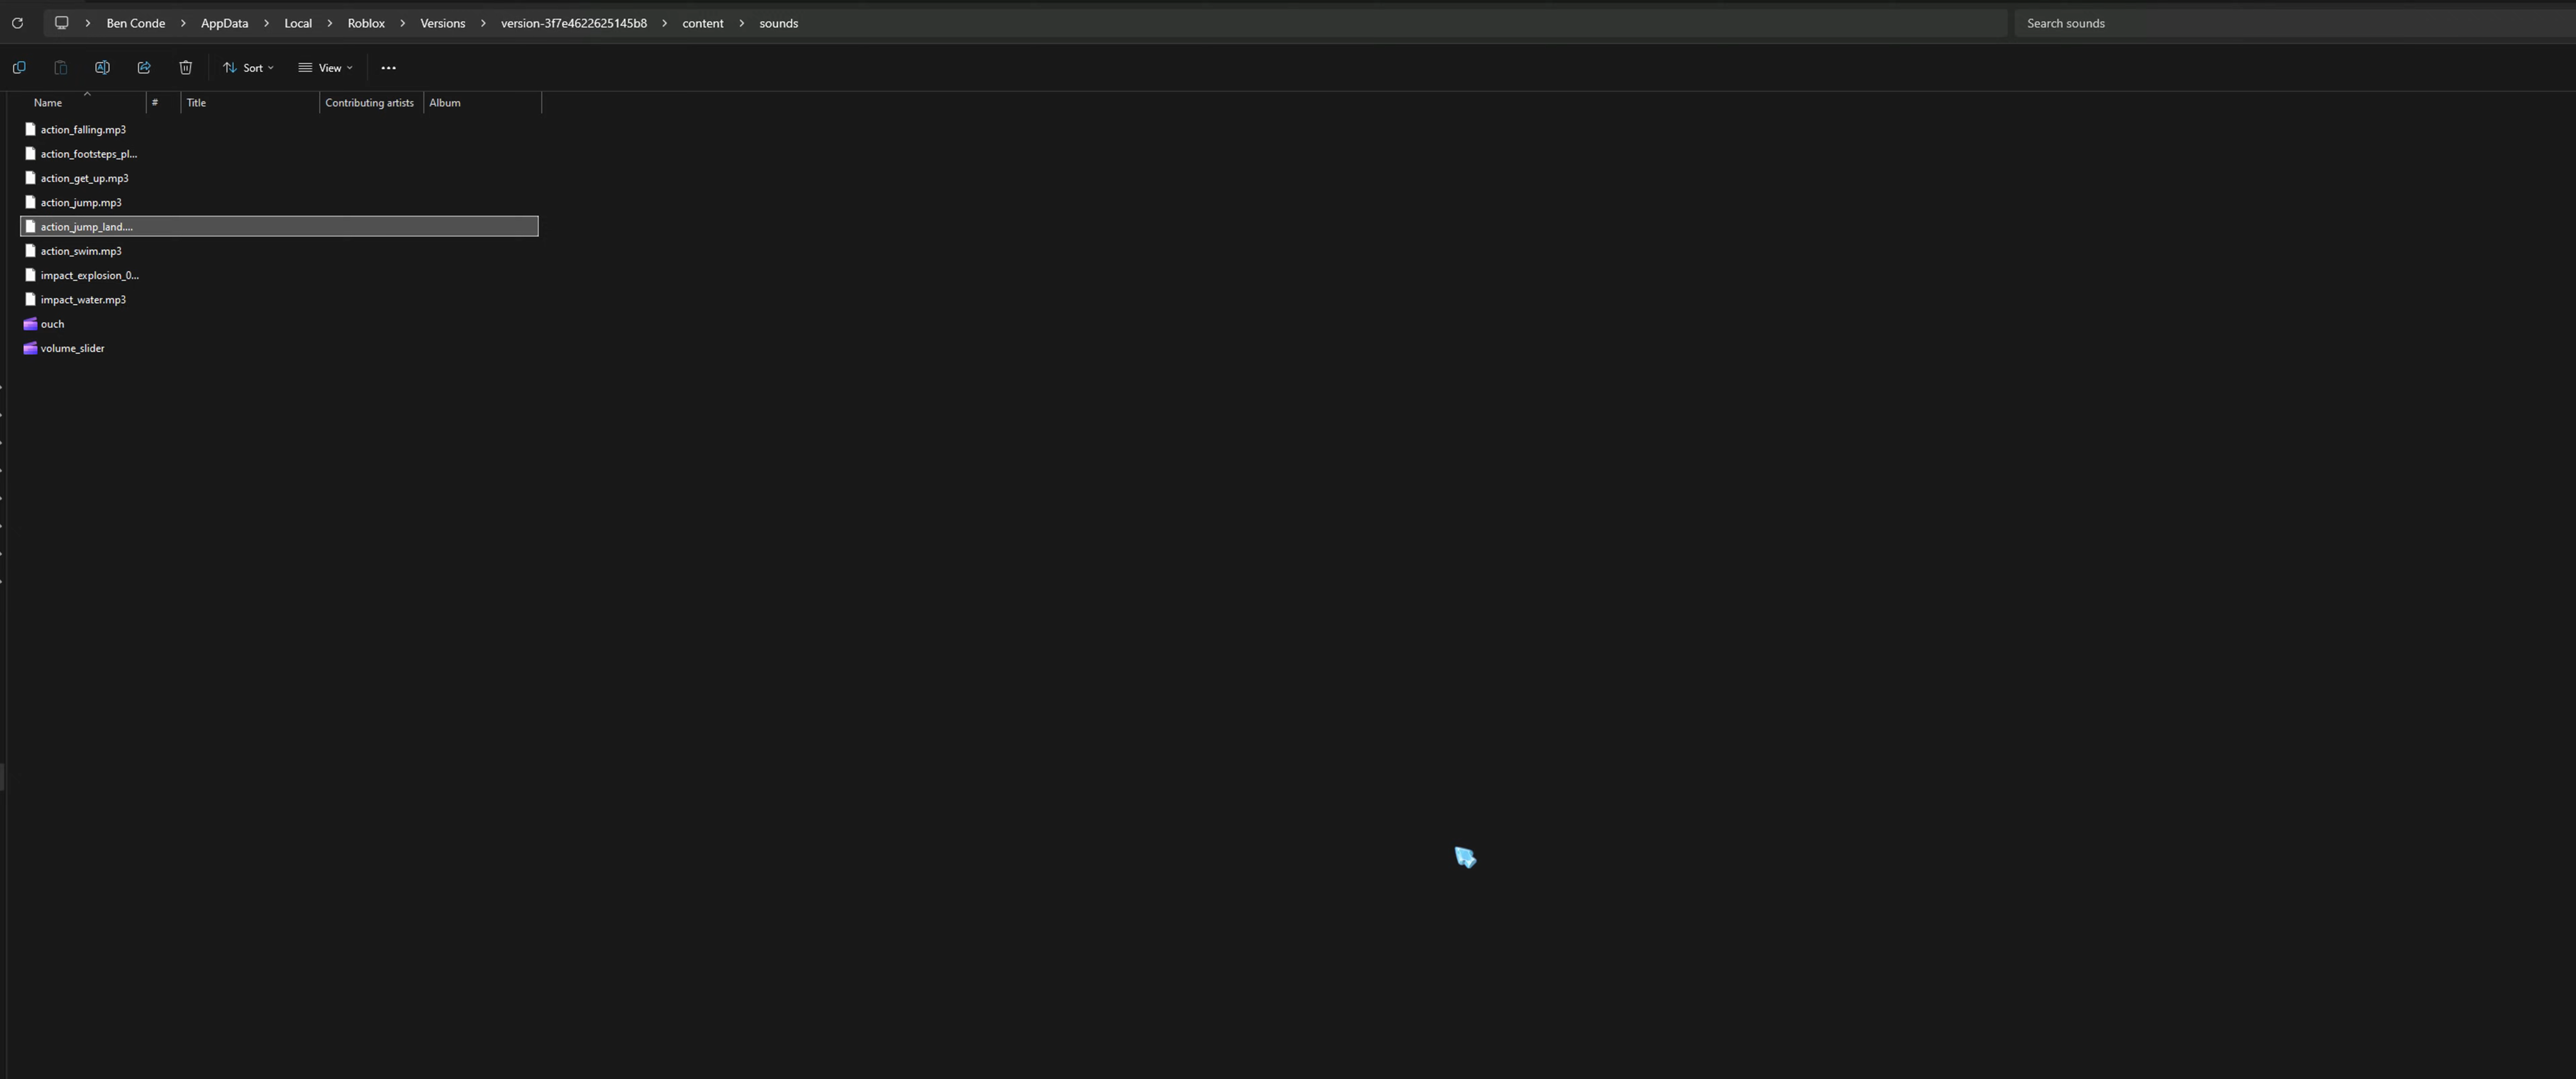 Ben Conde > AppData > Local > Roblox > Versions > version-3f7e4622625145b8 > content > sounds
Search sounds
Sort View
Name # Title Contributing artists Album
action_falling.mp3
action_footsteps_pl...
action_get_up.mp3
action_jump.mp3
action_jump_land....
action_swim.mp3
impact_explosion_0...
impact_water.mp3
ouch
volume_slider